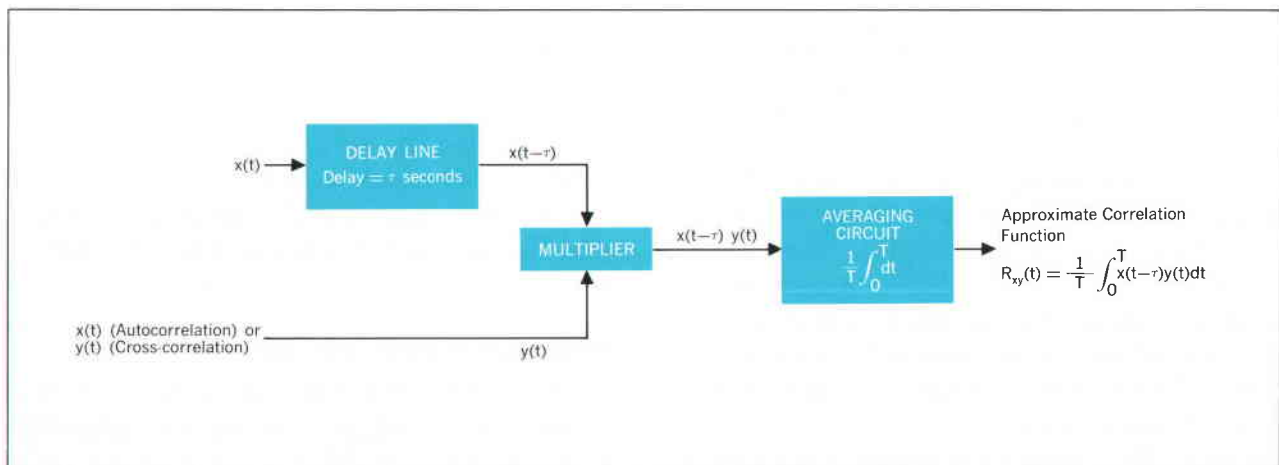 x(t)
DELAY LINE
Delay = τ seconds
x(t−τ)
MULTIPLIER
x(t−τ) y(t)
AVERAGING
CIRCUIT
1/T ∫₀ᵀ dt
Approximate Correlation
Function
Rₓᵧ(t) = 1/T ∫₀ᵀ x(t−τ)y(t)dt
x(t) (Autocorrelation) or
y(t) (Cross-correlation)
y(t)